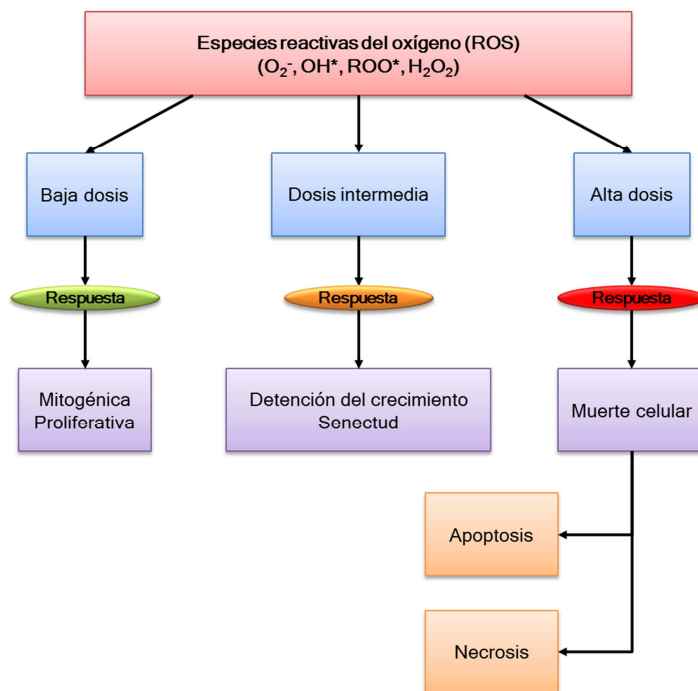 Especies reactivas del oxígeno (ROS)
(O₂⁻, OH*, ROO*, H₂O₂)
Baja dosis
Dosis intermedia
Alta dosis
Respuesta
Respuesta
Respuesta
Mitogénica
Proliferativa
Detención del crecimiento
Senectud
Muerte celular
Apoptosis
Necrosis